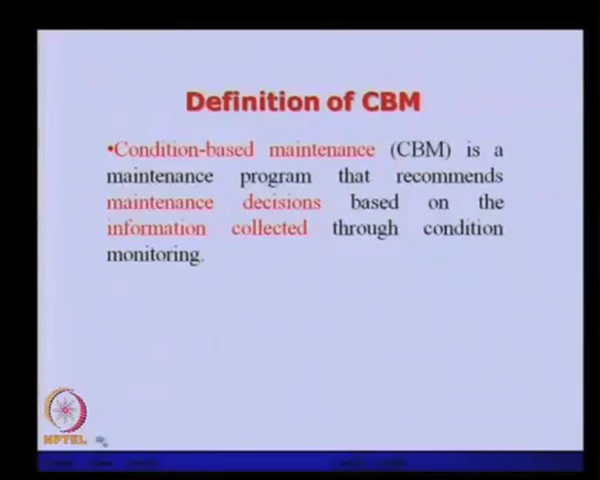 Definition of CBM
•Condition-based maintenance (CBM) is a
maintenance program that recommends
maintenance decisions based on the
information collected through condition
monitoring.
NPTEL